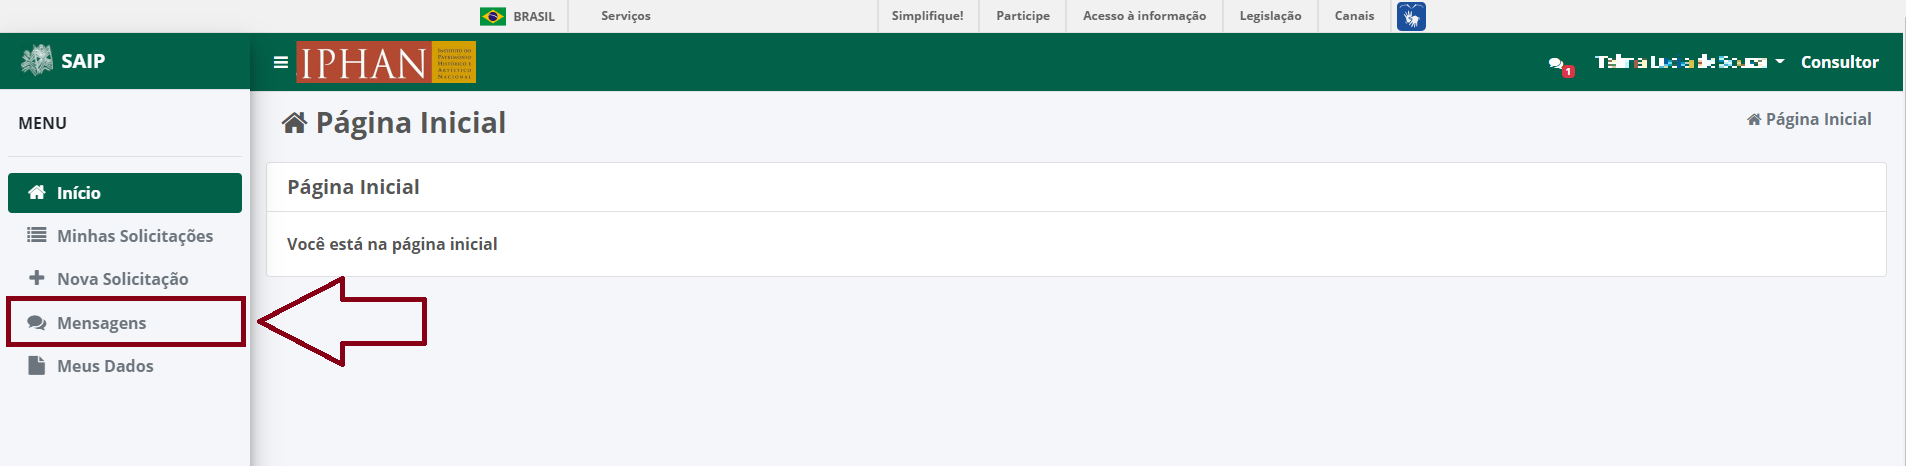 BRASIL Serviços Simplifique! Participe Acesso à informação Legislação Canais
SAIP
IPHAN
INSTITUTO DO
PATRIMÔNIO
HISTÓRICO E
ARTÍSTICO
NACIONAL
1
Consultor
MENU
Página Inicial
Página Inicial
Início
Minhas Solicitações
Nova Solicitação
Mensagens
Meus Dados
Página Inicial
Você está na página inicial